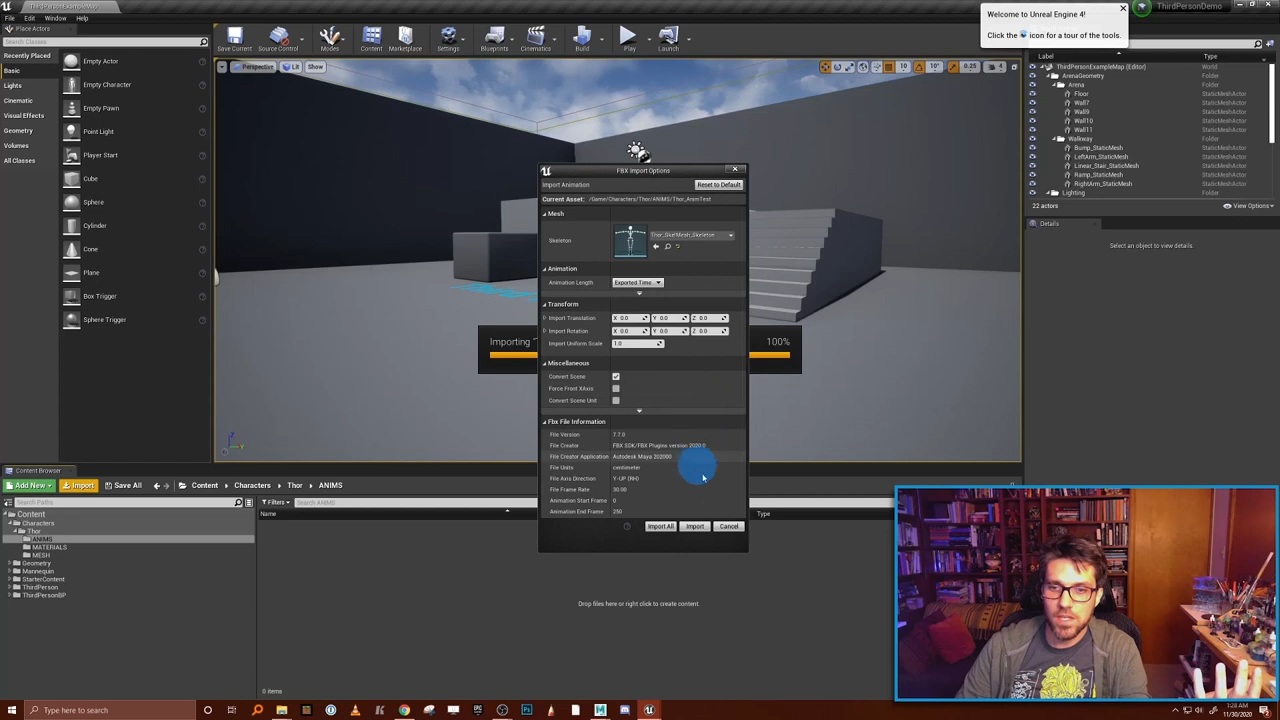 ThirdPersonExampleMap
File Edit Window Help
Place Actors
Search Classes
Recently Placed
Basic
Lights
Cinematic
Visual Effects
Geometry
Volumes
All Classes
Empty Actor
Empty Character
Empty Pawn
Point Light
Player Start
Cube
Sphere
Cylinder
Cone
Plane
Box Trigger
Sphere Trigger
Save Current
Source Control
Modes
Content
Marketplace
Settings
Blueprints
Cinematics
Build
Play
Launch
Perspective
Lit
Show
10
10°
0.25
4
Welcome to Unreal Engine 4!
Click the icon for a tour of the tools.
ThirdPersonDemo
Label Type
ThirdPersonExampleMap (Editor) World
ArenaGeometry Folder
Arena Folder
Floor StaticMeshActor
Wall7 StaticMeshActor
Wall9 StaticMeshActor
Wall10 StaticMeshActor
Wall11 StaticMeshActor
Walkway Folder
Bump_StaticMesh StaticMeshActor
LeftArm_StaticMesh StaticMeshActor
Linear_Stair_StaticMesh StaticMeshActor
Ramp_StaticMesh StaticMeshActor
RightArm_StaticMesh StaticMeshActor
Lighting Folder
22 actors
View Options
Details
Select an object to view details.
Importing
100%
FBX Import Options
Import Animation
Reset to Default
Current Asset: /Game/Characters/Thor/ANIMS/Thor_AnimTest
Mesh
Skeleton
Thor_SkelMesh_Skeleton
Animation
Animation Length Exported Time
Transform
Import Translation X 0.0 Y 0.0 Z 0.0
Import Rotation X 0.0 Y 0.0 Z 0.0
Import Uniform Scale 1.0
Miscellaneous
Convert Scene
Force Front XAxis
Convert Scene Unit
Fbx File Information
File Version 7.7.0
File Creator FBX SDK/FBX Plugins version 2020.0
File Creator Application Autodesk Maya 202000
File Units centimeter
File Axis Direction Y-UP (RH)
File Frame Rate 30.00
Animation Start Frame 0
Animation End Frame 250
Import All
Import
Cancel
Content Browser
Add New
Import
Save All
Content
Characters
Thor
ANIMS
Search Paths
Filters
Search ANIMS
Content
Characters
Thor
ANIMS
MATERIALS
MESH
Geometry
Mannequin
StarterContent
ThirdPerson
ThirdPersonBP
Name
Type
Drop files here or right click to create content.
0 items
Type here to search
1:28 AM
11/30/2020